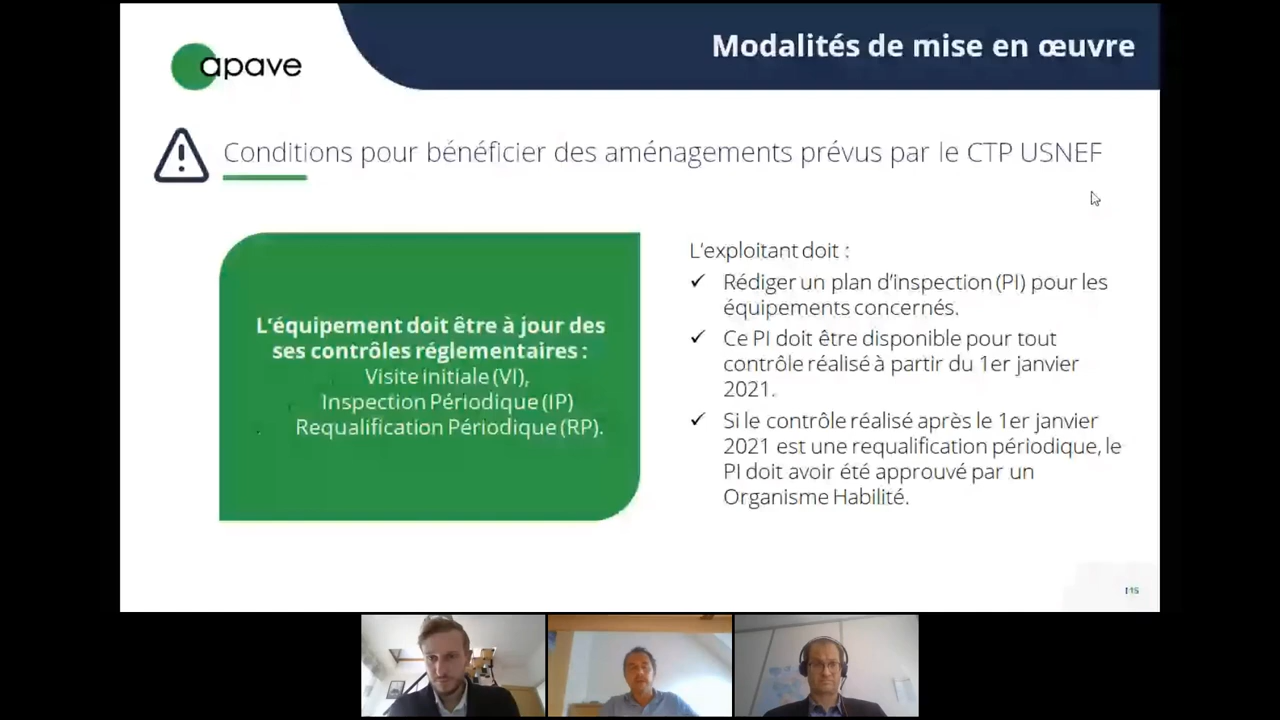 Modalités de mise en œuvre
apave
Conditions pour bénéficier des aménagements prévus par le CTP USNEF
L'équipement doit être à jour des
ses contrôles réglementaires :
Visite initiale (VI),
Inspection Périodique (IP)
Requalification Périodique (RP).
L'exploitant doit :
✓ Rédiger un plan d'inspection (PI) pour les
équipements concernés.
✓ Ce PI doit être disponible pour tout
contrôle réalisé à partir du 1er janvier
2021.
✓ Si le contrôle réalisé après le 1er janvier
2021 est une requalification périodique, le
PI doit avoir été approuvé par un
Organisme Habilité.